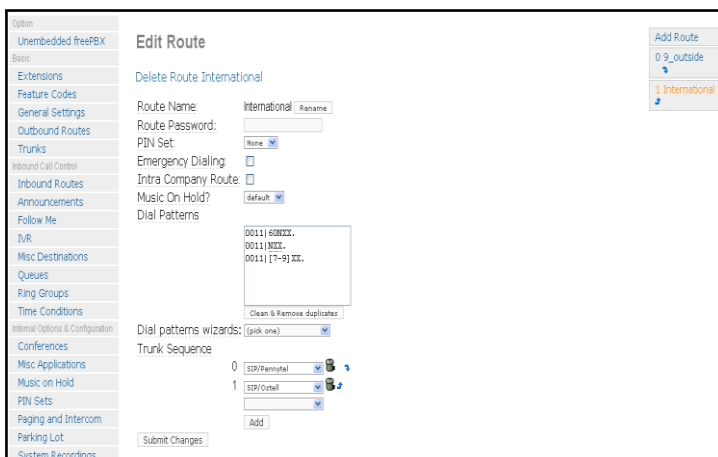 Option
Unembedded freePBX
Basic
Extensions
Feature Codes
General Settings
Outbound Routes
Trunks
Inbound Call Control
Inbound Routes
Announcements
Follow Me
IVR
Misc Destinations
Queues
Ring Groups
Time Conditions
Internal Options & Configuration
Conferences
Misc Applications
Music on Hold
PIN Sets
Paging and Intercom
Parking Lot
System Recordings
Edit Route
Delete Route International
Route Name: International Rename
Route Password:
PIN Set: None
Emergency Dialing:
Intra Company Route:
Music On Hold? default
Dial Patterns
0011|60NXX.
0011|NXX.
0011|[7-9]XX.
Clean & Remove duplicates
Dial patterns wizards: (pick one)
Trunk Sequence
0 SIP/Pennytel
1 SIP/Oztell
Add
Submit Changes
Add Route
0 9_outside
1 International